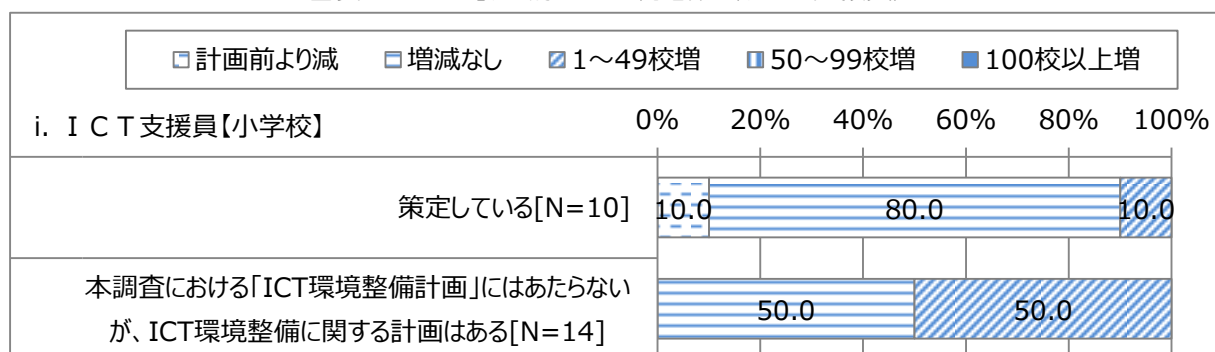 計画前より減 増減なし 1～49校増 50～99校増 100校以上増
i. ＩＣＴ支援員【小学校】 0% 20% 40% 60% 80% 100%
策定している[N=10] 10.0 80.0 10.0
本調査における「ICT環境整備計画」にはあたらない
が、ICT環境整備に関する計画はある[N=14] 50.0 50.0